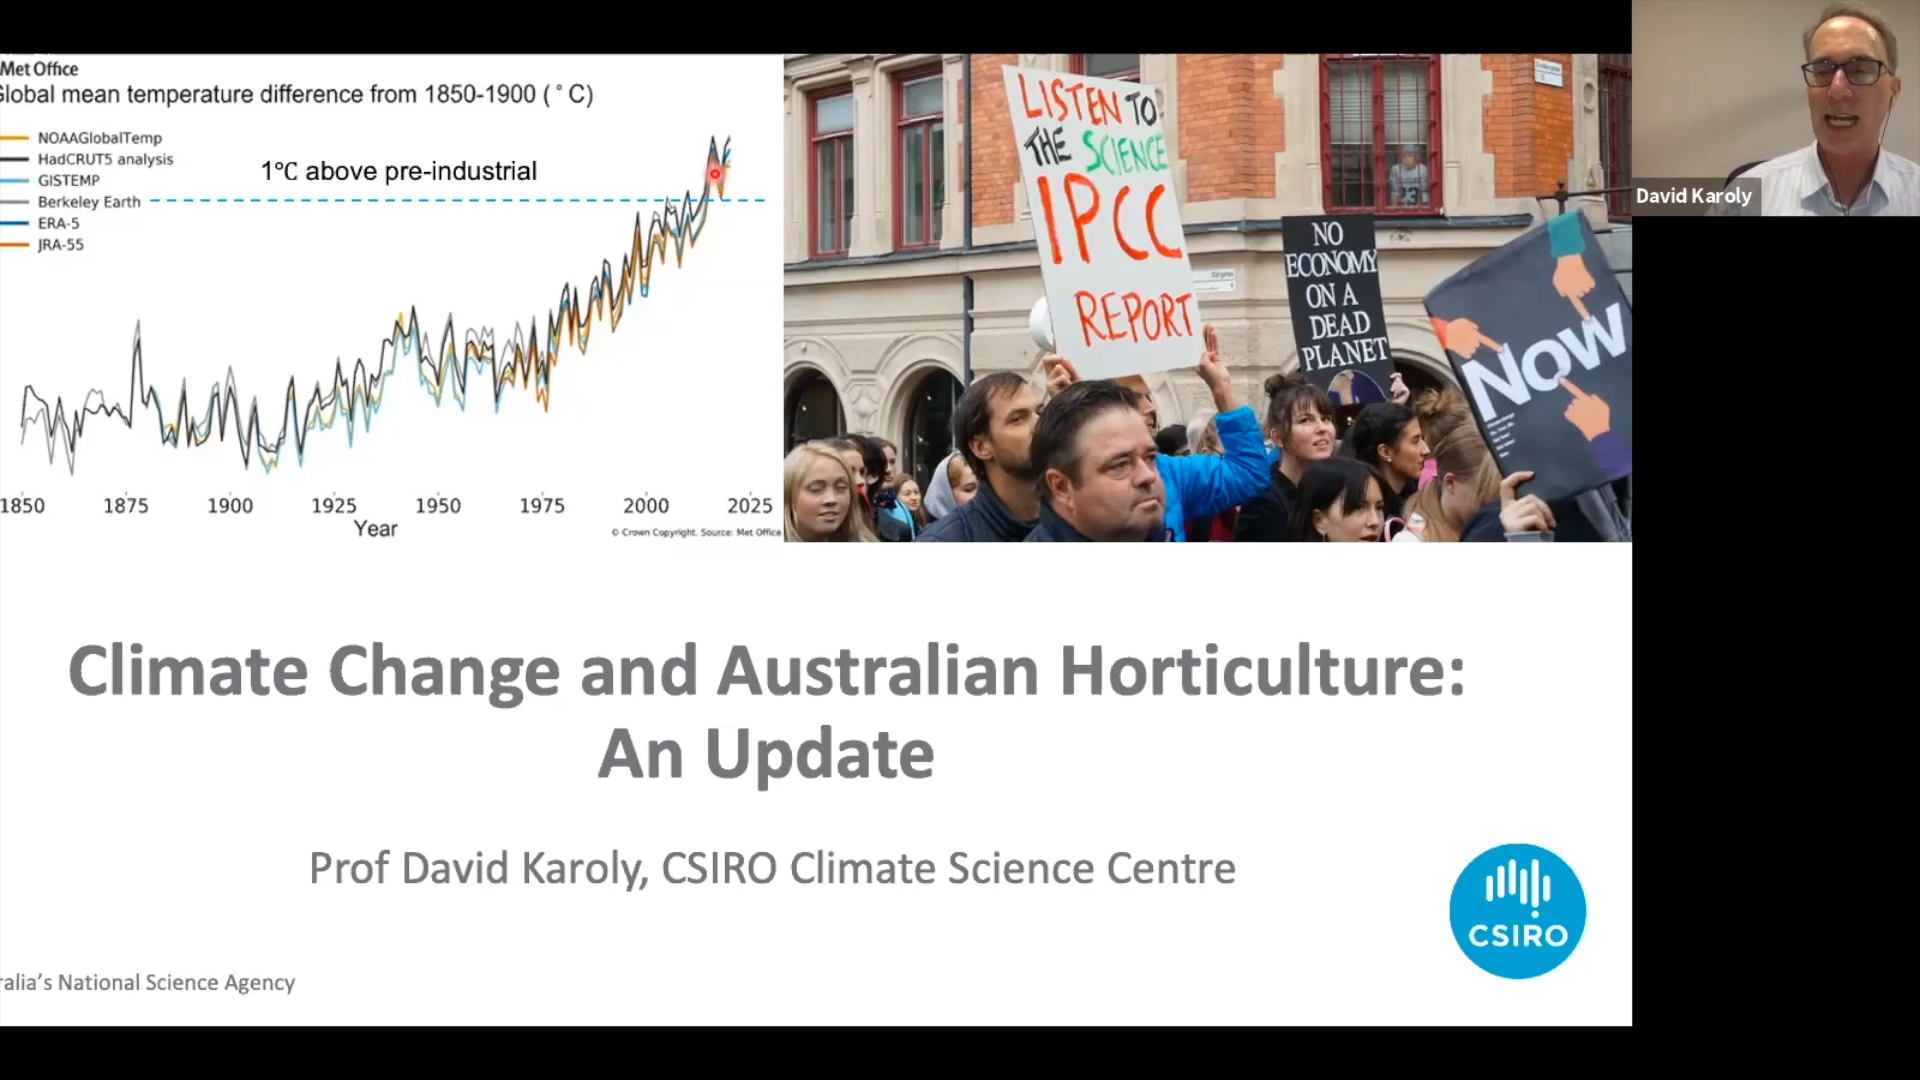 Met Office
Global mean temperature difference from 1850-1900 (°C)
NOAAGlobalTemp
HadCRUT5 analysis
GISTEMP
Berkeley Earth
ERA-5
JRA-55
1℃ above pre-industrial
1850 1875 1900 1925 1950 1975 2000 2025
Year
© Crown Copyright. Source: Met Office
LISTEN TO
THE SCIENCE
IPCC
REPORT
NO
ECONOMY
ON A
DEAD
PLANET
NOW
23
David Karoly
Climate Change and Australian Horticulture:
An Update
Prof David Karoly, CSIRO Climate Science Centre
CSIRO
ralia's National Science Agency